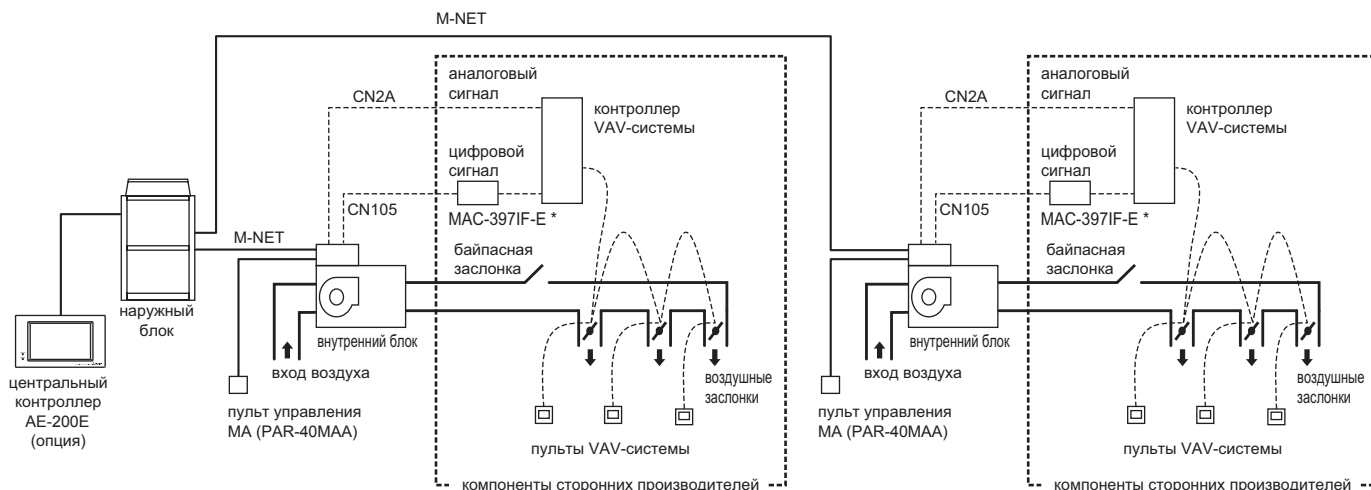 M-NET
аналоговый
сигнал
CN2A
контроллер
VAV-системы
цифровой
сигнал
CN105
MAC-397IF-E *
M-NET
байпасная
заслонка
наружный
блок
внутренний блок
вход воздуха
воздушные
заслонки
центральный
контроллер
AE-200E
(опция)
пульт управления
MA (PAR-40MAA)
пульты VAV-системы
компоненты сторонних производителей
аналоговый
сигнал
CN2A
контроллер
VAV-системы
цифровой
сигнал
CN105
MAC-397IF-E *
байпасная
заслонка
внутренний блок
вход воздуха
воздушные
заслонки
пульт управления
MA (PAR-40MAA)
пульты VAV-системы
компоненты сторонних производителей